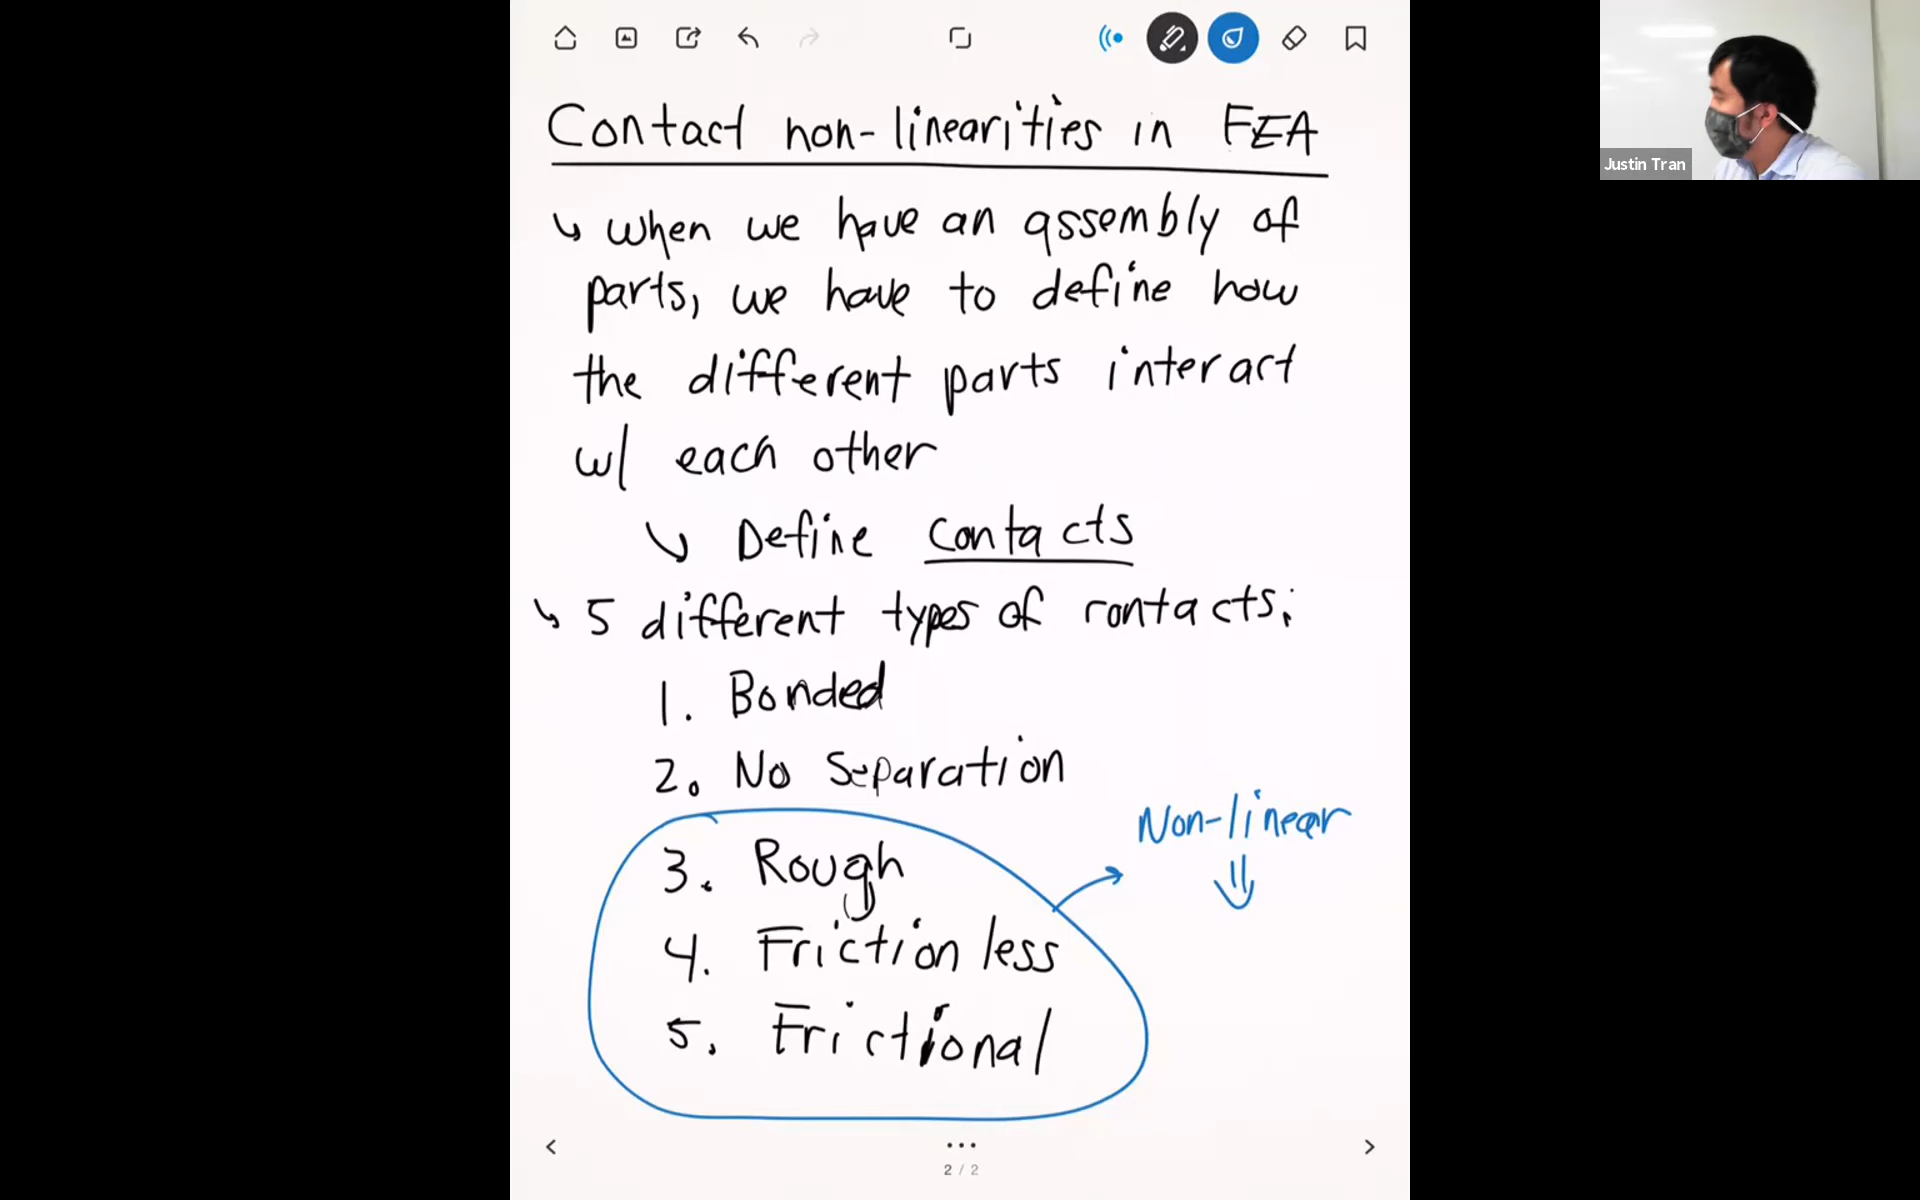 Contact non-linearities in FEA
↳ when we have an assembly of
parts, we have to define how
the different parts interact
w/ each other
↳ Define contacts
↳ 5 different types of contacts:
1. Bonded
2. No Separation
3. Rough
4. Frictionless
5. Frictional
Non-linear
⇓
2 / 2
Justin Tran